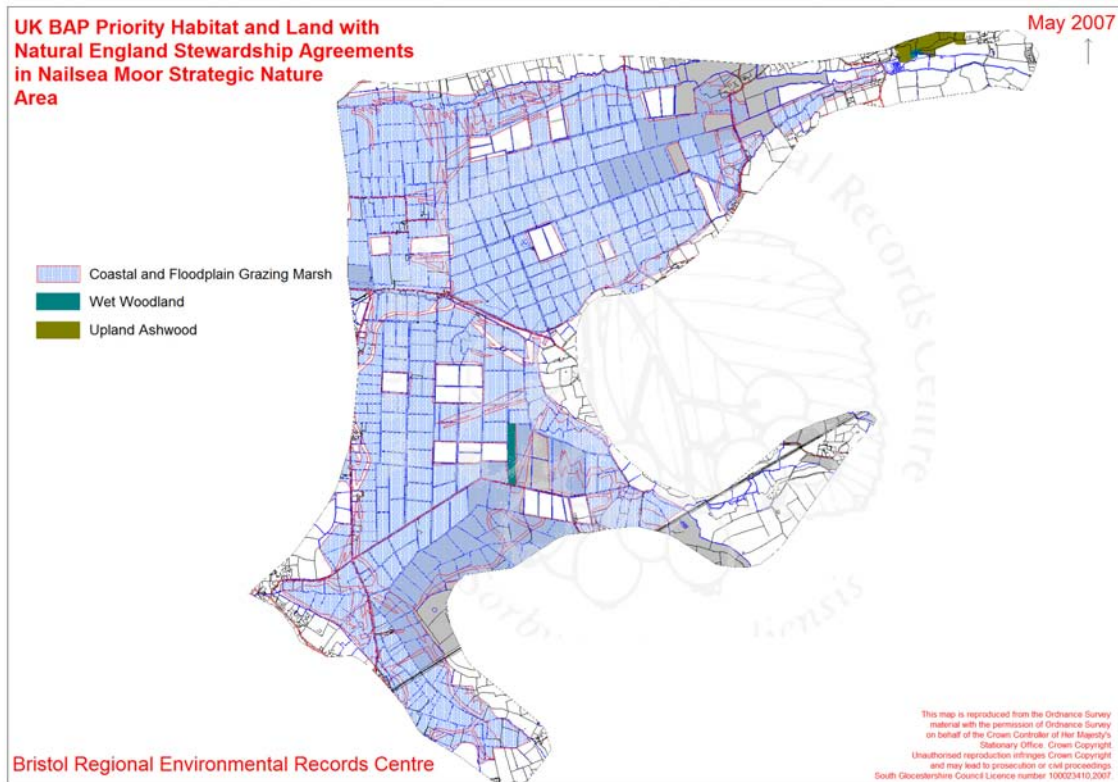 UK BAP Priority Habitat and Land with
Natural England Stewardship Agreements
in Nailsea Moor Strategic Nature
Area
May 2007
Coastal and Floodplain Grazing Marsh
Wet Woodland
Upland Ashwood
Records Centre
Sorb
This map is reproduced from the Ordnance Survey
material with the permission of Ordnance Survey
on behalf of the Crown Controller of Her Majesty's
Stationary Office. Crown Copyright
Unauthorised reproduction infringes Crown Copyright
and may lead to prosecution or civil proceedings
South Glocestershire Council Licence number 100023410,2007
Bristol Regional Environmental Records Centre